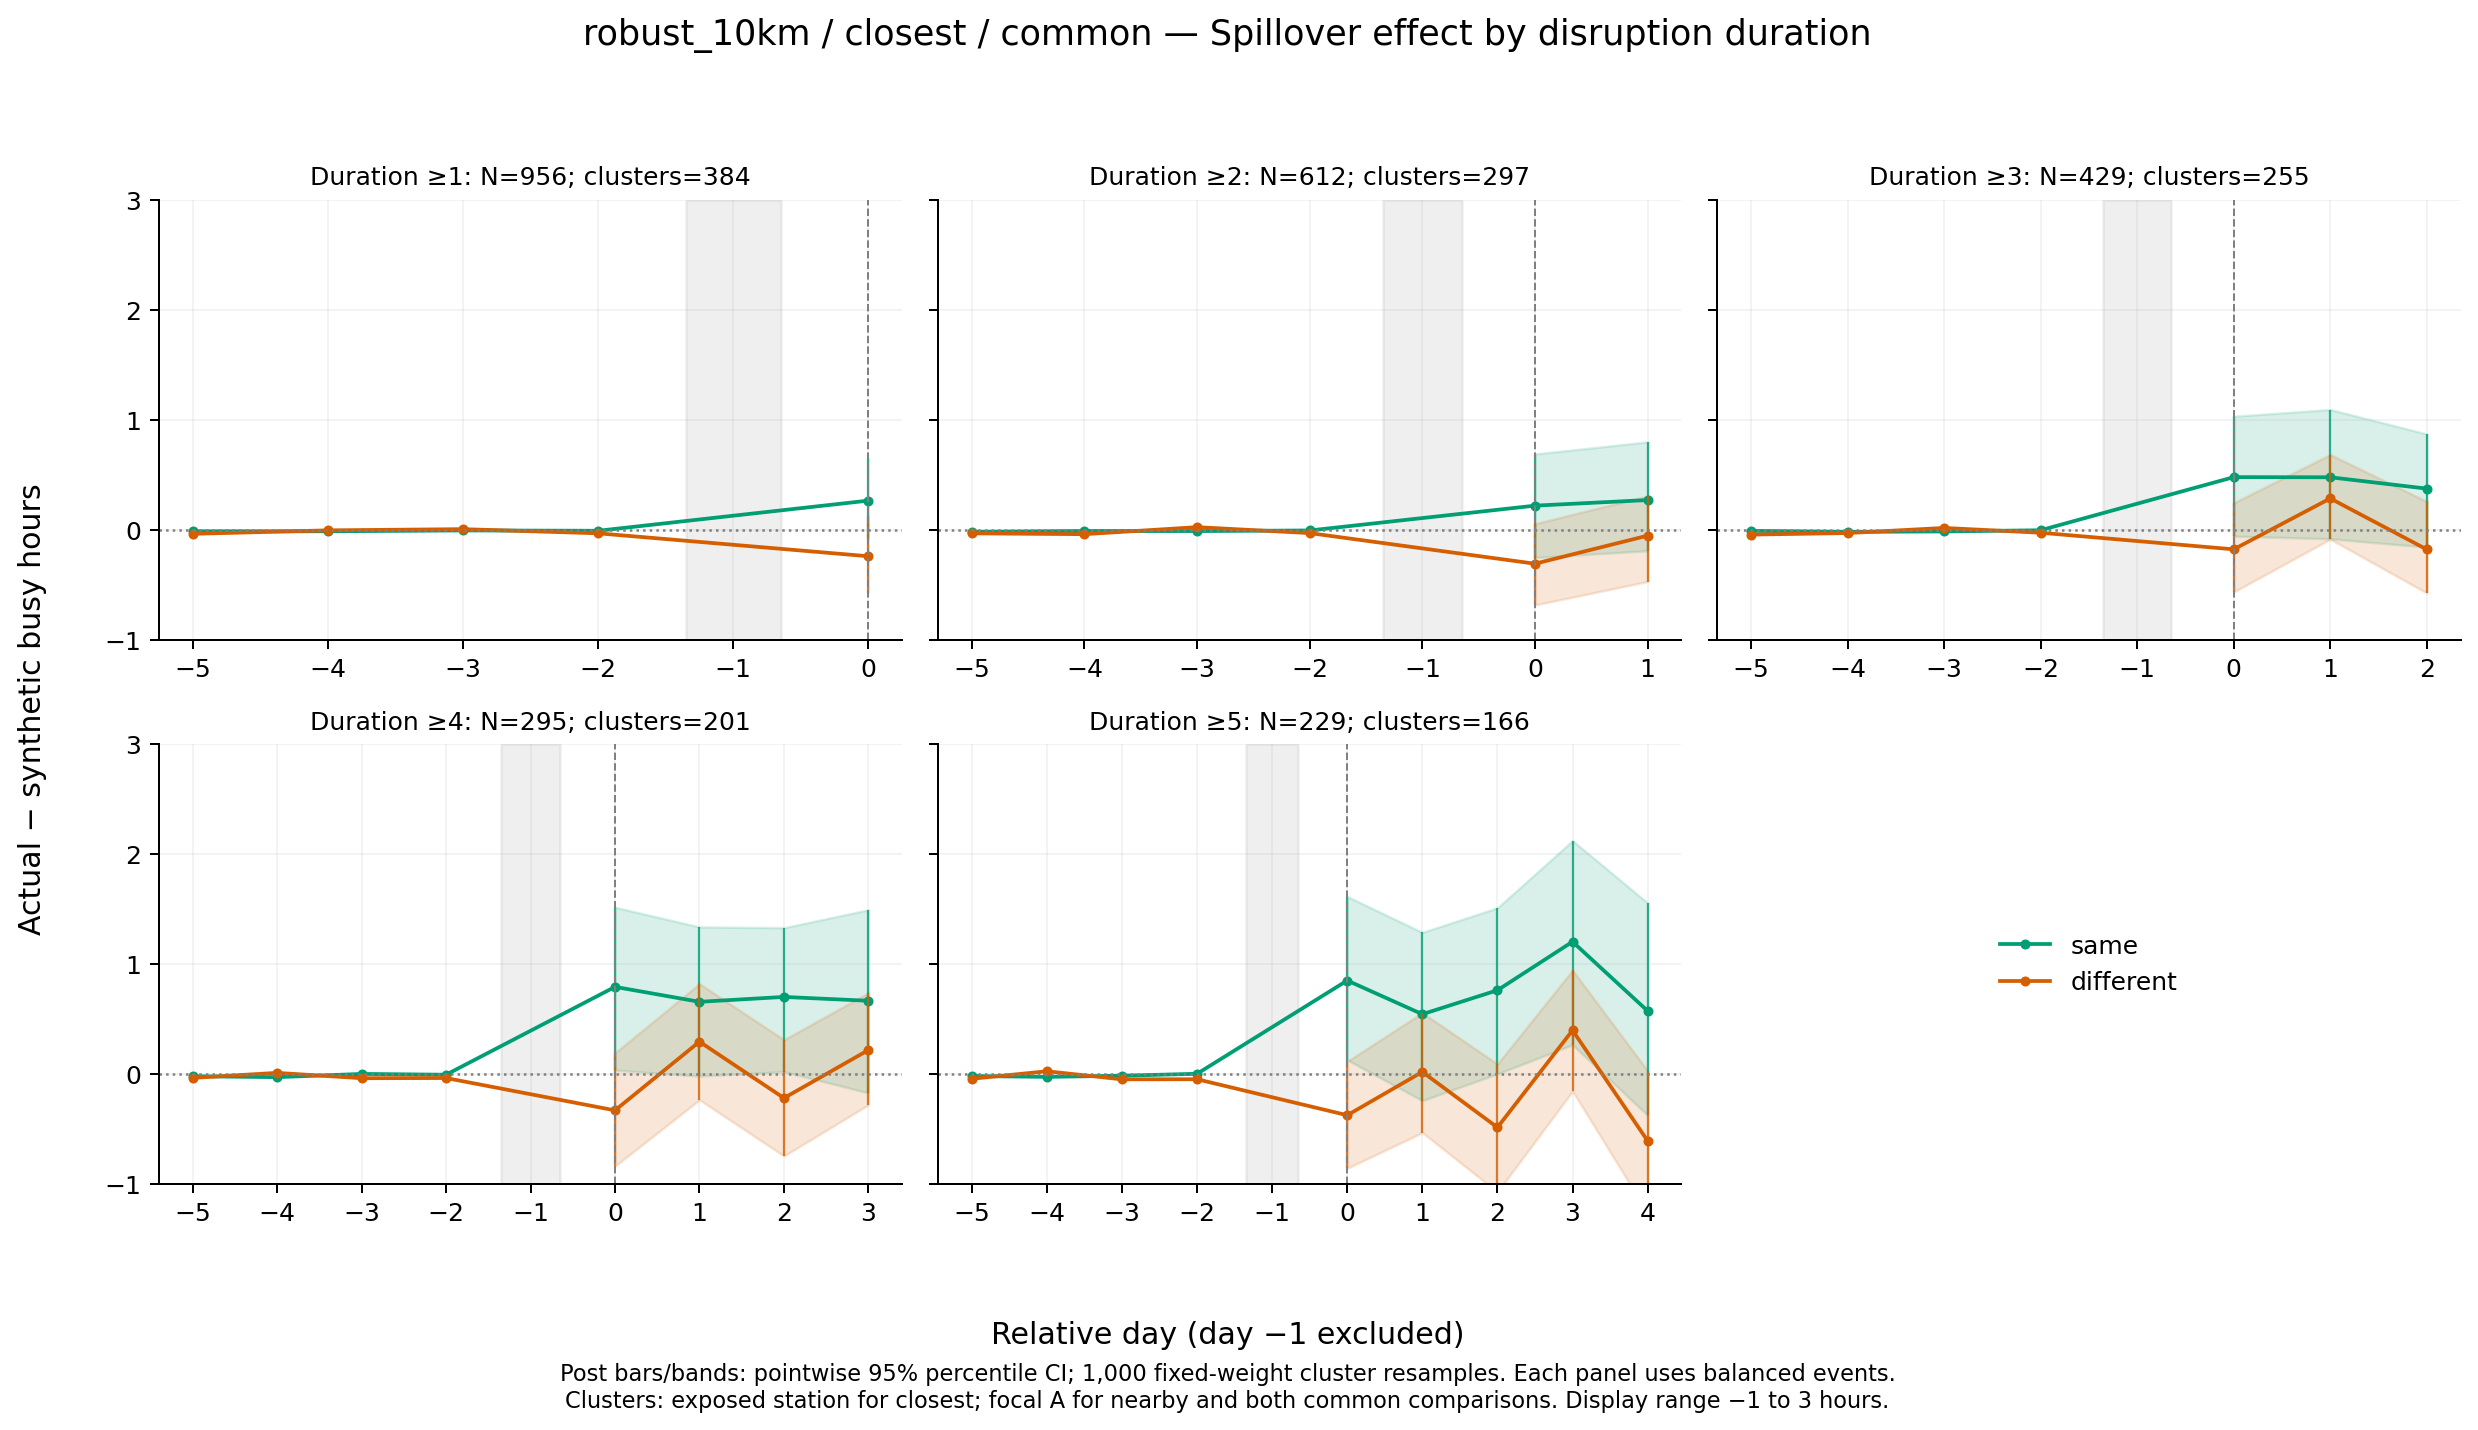 robust_10km / closest / common — Spillover effect by disruption duration
Actual − synthetic busy hours
Duration ≥1: N=956; clusters=384
3
2
1
0
−1
−5 −4 −3 −2 −1 0
Duration ≥2: N=612; clusters=297
−5 −4 −3 −2 −1 0 1
Duration ≥3: N=429; clusters=255
−5 −4 −3 −2 −1 0 1 2
Duration ≥4: N=295; clusters=201
3
2
1
0
−1
−5 −4 −3 −2 −1 0 1 2 3
Duration ≥5: N=229; clusters=166
−5 −4 −3 −2 −1 0 1 2 3 4
same
different
Relative day (day −1 excluded)
Post bars/bands: pointwise 95% percentile CI; 1,000 fixed-weight cluster resamples. Each panel uses balanced events.
Clusters: exposed station for closest; focal A for nearby and both common comparisons. Display range −1 to 3 hours.